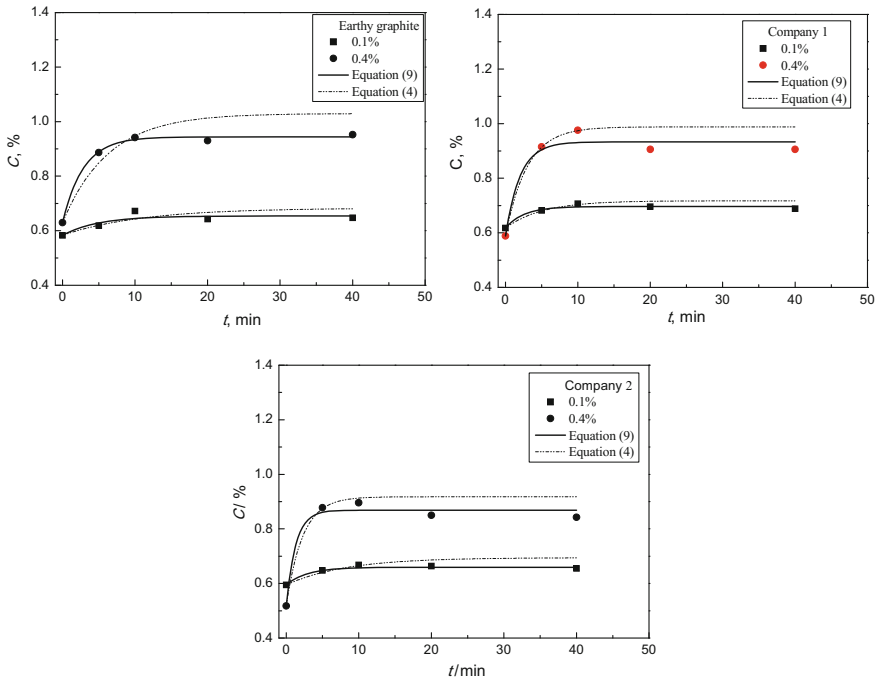 1.4
1.2
1.0
0.8
0.6
0.4
C, %
0
10
20
30
40
50
t, min
Earthy graphite
0.1%
0.4%
Equation (9)
Equation (4)
1.4
1.2
1.0
0.8
0.6
0.4
C, %
0
10
20
30
40
50
t, min
Company 1
0.1%
0.4%
Equation (9)
Equation (4)
1.4
1.2
1.0
0.8
0.6
0.4
C/ %
0
10
20
30
40
50
t/min
Company 2
0.1%
0.4%
Equation (9)
Equation (4)